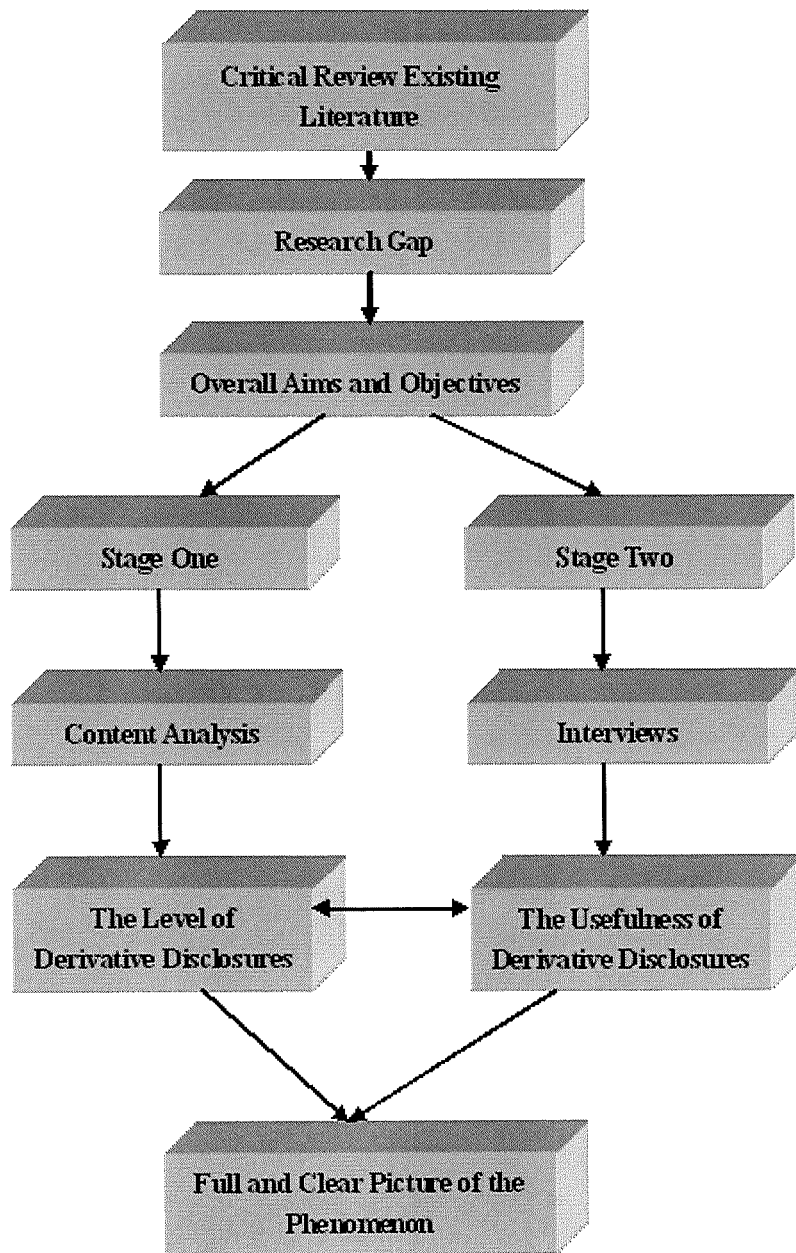 Critical Review Existing
Literature
Research Gap
Overall Aims and Objectives
Stage One
Stage Two
Content Analysis
Interviews
The Level of
Derivative Disclosures
The Usefulness of
Derivative Disclosures
Full and Clear Picture of the
Phenomenon